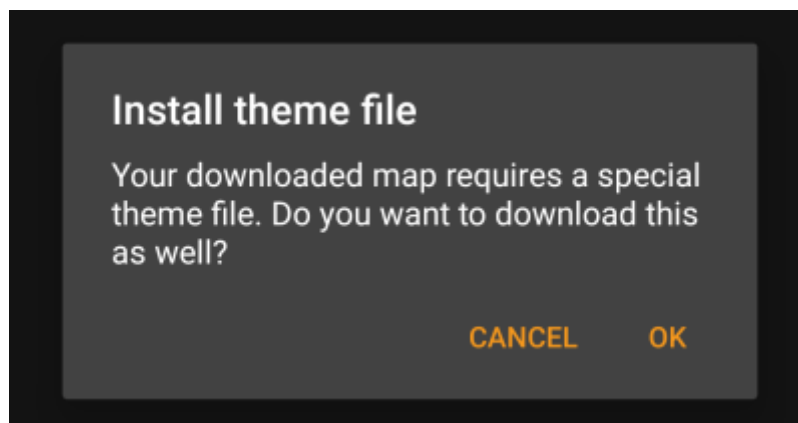 Install theme file
Your downloaded map requires a special
theme file. Do you want to download this
as well?
CANCEL OK